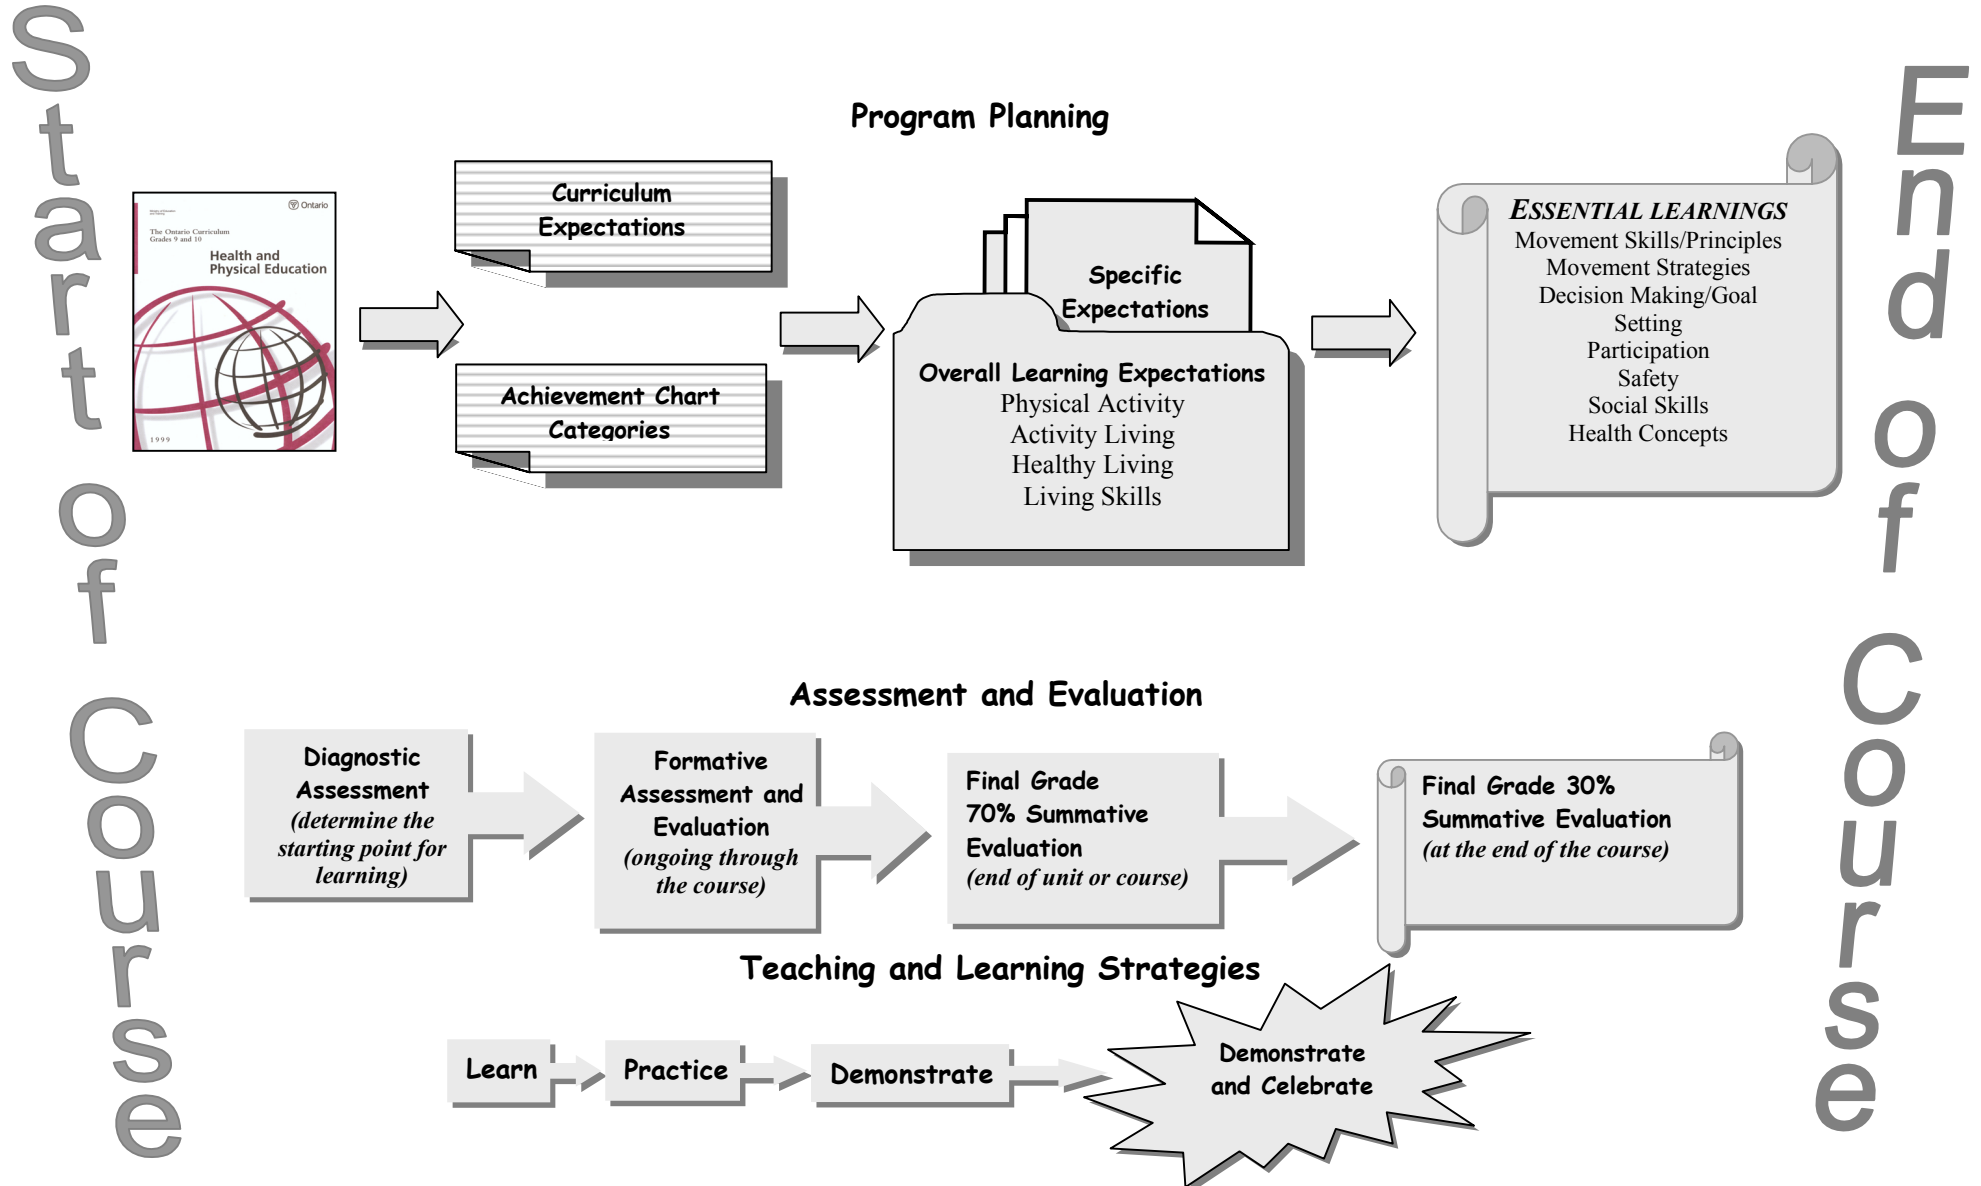 Start of Course
End of Course
Program Planning
Ontario
The Ontario Curriculum
Grades 9 and 10
Health and
Physical Education
1999
Curriculum
Expectations
Achievement Chart
Categories
Specific
Expectations
Overall Learning Expectations
Physical Activity
Activity Living
Healthy Living
Living Skills
ESSENTIAL LEARNINGS
Movement Skills/Principles
Movement Strategies
Decision Making/Goal
Setting
Participation
Safety
Social Skills
Health Concepts
Assessment and Evaluation
Diagnostic
Assessment
(determine the
starting point for
learning)
Formative
Assessment and
Evaluation
(ongoing through
the course)
Final Grade
70% Summative
Evaluation
(end of unit or course)
Final Grade 30%
Summative Evaluation
(at the end of the course)
Teaching and Learning Strategies
Learn
Practice
Demonstrate
Demonstrate
and Celebrate